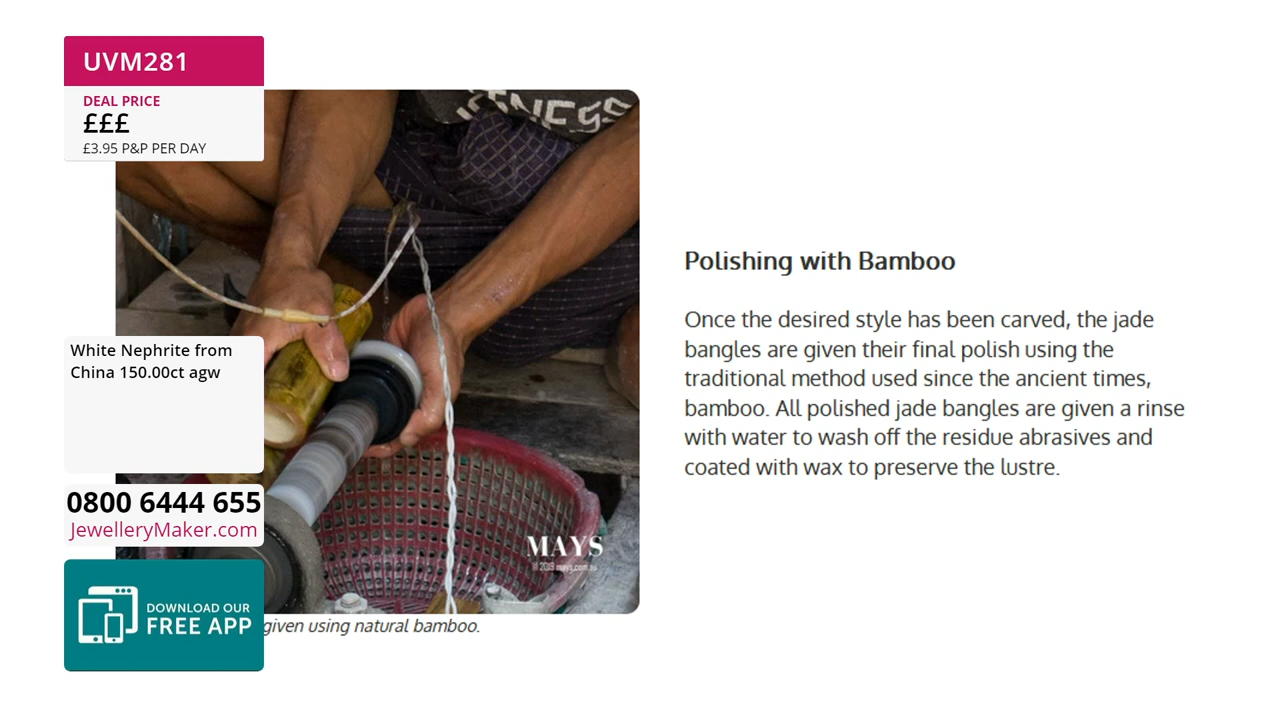 UVM281
DEAL PRICE
£££
£3.95 P&P PER DAY
White Nephrite from
China 150.00ct agw
0800 6444 655
JewelleryMaker.com
DOWNLOAD OUR
FREE APP
MAYS
© 2019 mays.com.au
given using natural bamboo.
Polishing with Bamboo
Once the desired style has been carved, the jade
bangles are given their final polish using the
traditional method used since the ancient times,
bamboo. All polished jade bangles are given a rinse
with water to wash off the residue abrasives and
coated with wax to preserve the lustre.